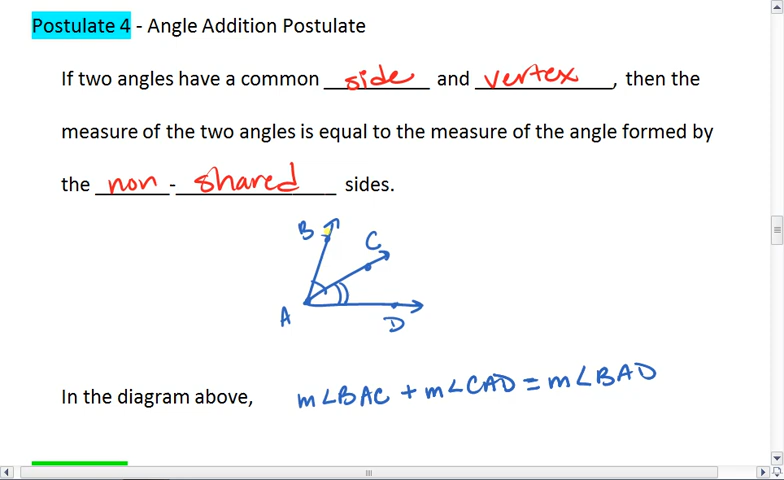 Postulate 4 - Angle Addition Postulate
If two angles have a common side and vertex, then the
measure of the two angles is equal to the measure of the angle formed by
the non - shared sides.
B
C
A
D
In the diagram above, m∠BAC + m∠CAD = m∠BAD